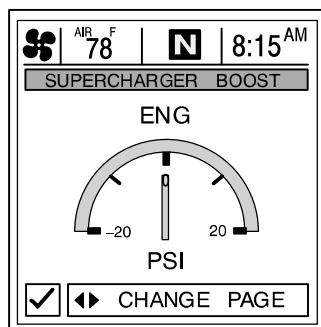 AIR F
78 N 8:15 AM
SUPERCHARGER BOOST
ENG
0
-20 20
PSI
CHANGE PAGE